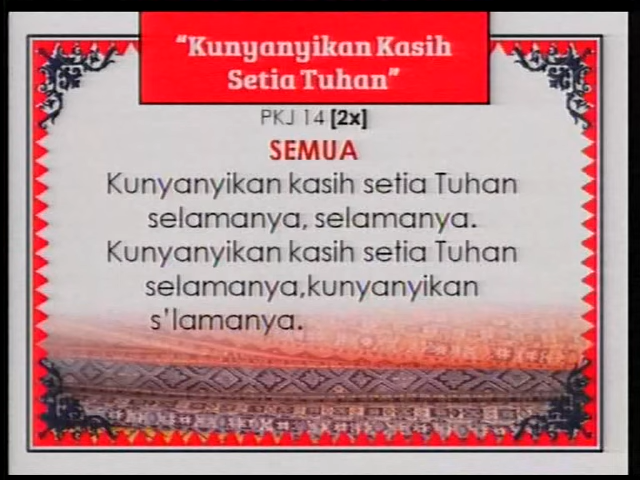 “Kunyanyikan Kasih
Setia Tuhan”
PKJ 14 [2x]
SEMUA
Kunyanyikan kasih setia Tuhan
selamanya, selamanya.
Kunyanyikan kasih setia Tuhan
selamanya,kunyanyikan
s'lamanya.